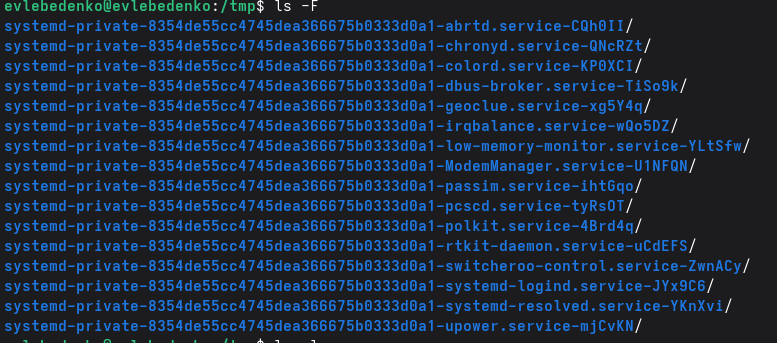 evlebedenko@evlebedenko:/tmp$ ls -F
systemd-private-8354de55cc4745dea366675b0333d0a1-abrtd.service-CQh0II/
systemd-private-8354de55cc4745dea366675b0333d0a1-chronyd.service-QNcRZt/
systemd-private-8354de55cc4745dea366675b0333d0a1-colord.service-KP0XCI/
systemd-private-8354de55cc4745dea366675b0333d0a1-dbus-broker.service-TiSo9k/
systemd-private-8354de55cc4745dea366675b0333d0a1-geoclue.service-xg5Y4q/
systemd-private-8354de55cc4745dea366675b0333d0a1-irqbalance.service-wQo5DZ/
systemd-private-8354de55cc4745dea366675b0333d0a1-low-memory-monitor.service-YLtSfw/
systemd-private-8354de55cc4745dea366675b0333d0a1-ModemManager.service-U1NFQN/
systemd-private-8354de55cc4745dea366675b0333d0a1-passim.service-ihtGqo/
systemd-private-8354de55cc4745dea366675b0333d0a1-pcscd.service-tyRsOT/
systemd-private-8354de55cc4745dea366675b0333d0a1-polkit.service-4Brd4q/
systemd-private-8354de55cc4745dea366675b0333d0a1-rtkit-daemon.service-uCdEFS/
systemd-private-8354de55cc4745dea366675b0333d0a1-switcheroo-control.service-ZwnACy/
systemd-private-8354de55cc4745dea366675b0333d0a1-systemd-logind.service-JYx9C6/
systemd-private-8354de55cc4745dea366675b0333d0a1-systemd-resolved.service-YKnXvi/
systemd-private-8354de55cc4745dea366675b0333d0a1-upower.service-mjCvKN/